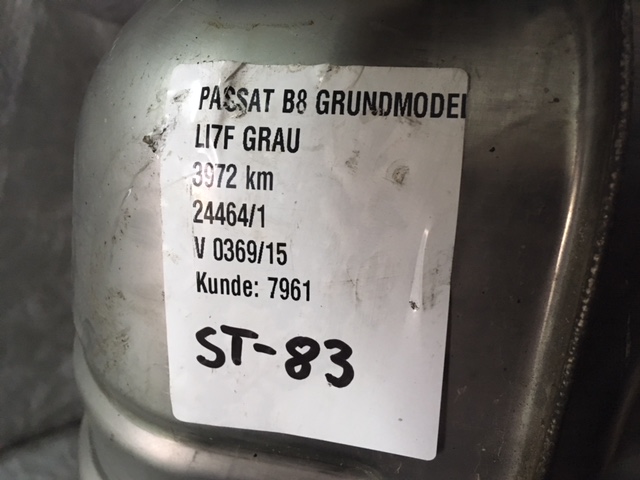 PASSAT B8 GRUNDMODEL
LI7F GRAU
3972 km
24464/1
V 0369/15
Kunde: 7961
ST-83